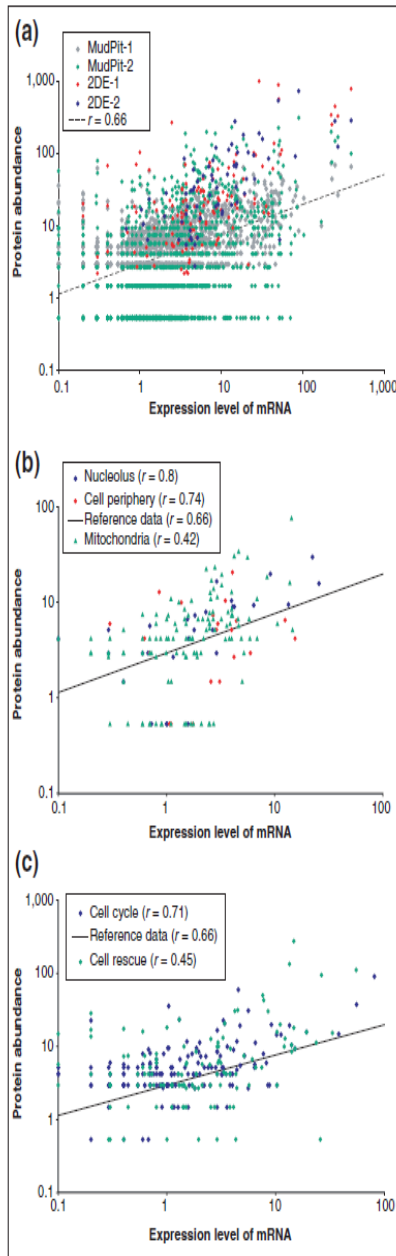 (a)
MudPit-1
MudPit-2
2DE-1
2DE-2
r = 0.66
1,000
100
10
1
0.1
0.1
1
10
100
1,000
Protein abundance
Expression level of mRNA
(b)
Nucleolus (r = 0.8)
Cell periphery (r = 0.74)
Reference data (r = 0.66)
Mitochondria (r = 0.42)
100
10
1
0.1
0.1
1
10
100
Protein abundance
Expression level of mRNA
(c)
Cell cycle (r = 0.71)
Reference data (r = 0.66)
Cell rescue (r = 0.45)
1,000
100
10
1
0.1
0.1
1
10
100
Protein abundance
Expression level of mRNA